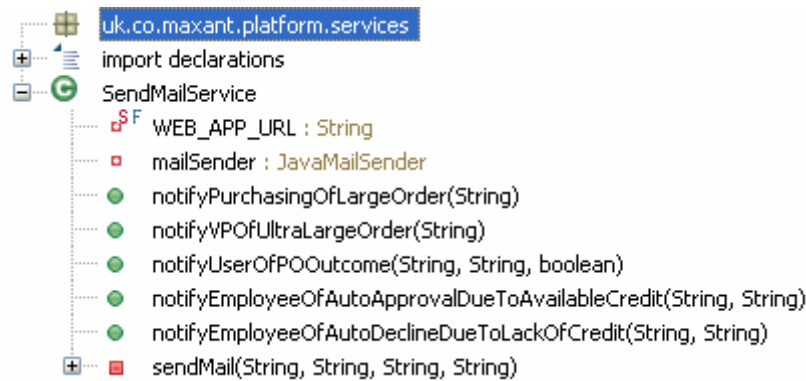 uk.co.maxant.platform.services
import declarations
C SendMailService
S F WEB_APP_URL : String
mailSender : JavaMailSender
notifyPurchasingOfLargeOrder(String)
notifyVPOfUltraLargeOrder(String)
notifyUserOfPOOutcome(String, String, boolean)
notifyEmployeeOfAutoApprovalDueToAvailableCredit(String, String)
notifyEmployeeOfAutoDeclineDueToLackOfCredit(String, String)
sendMail(String, String, String, String)